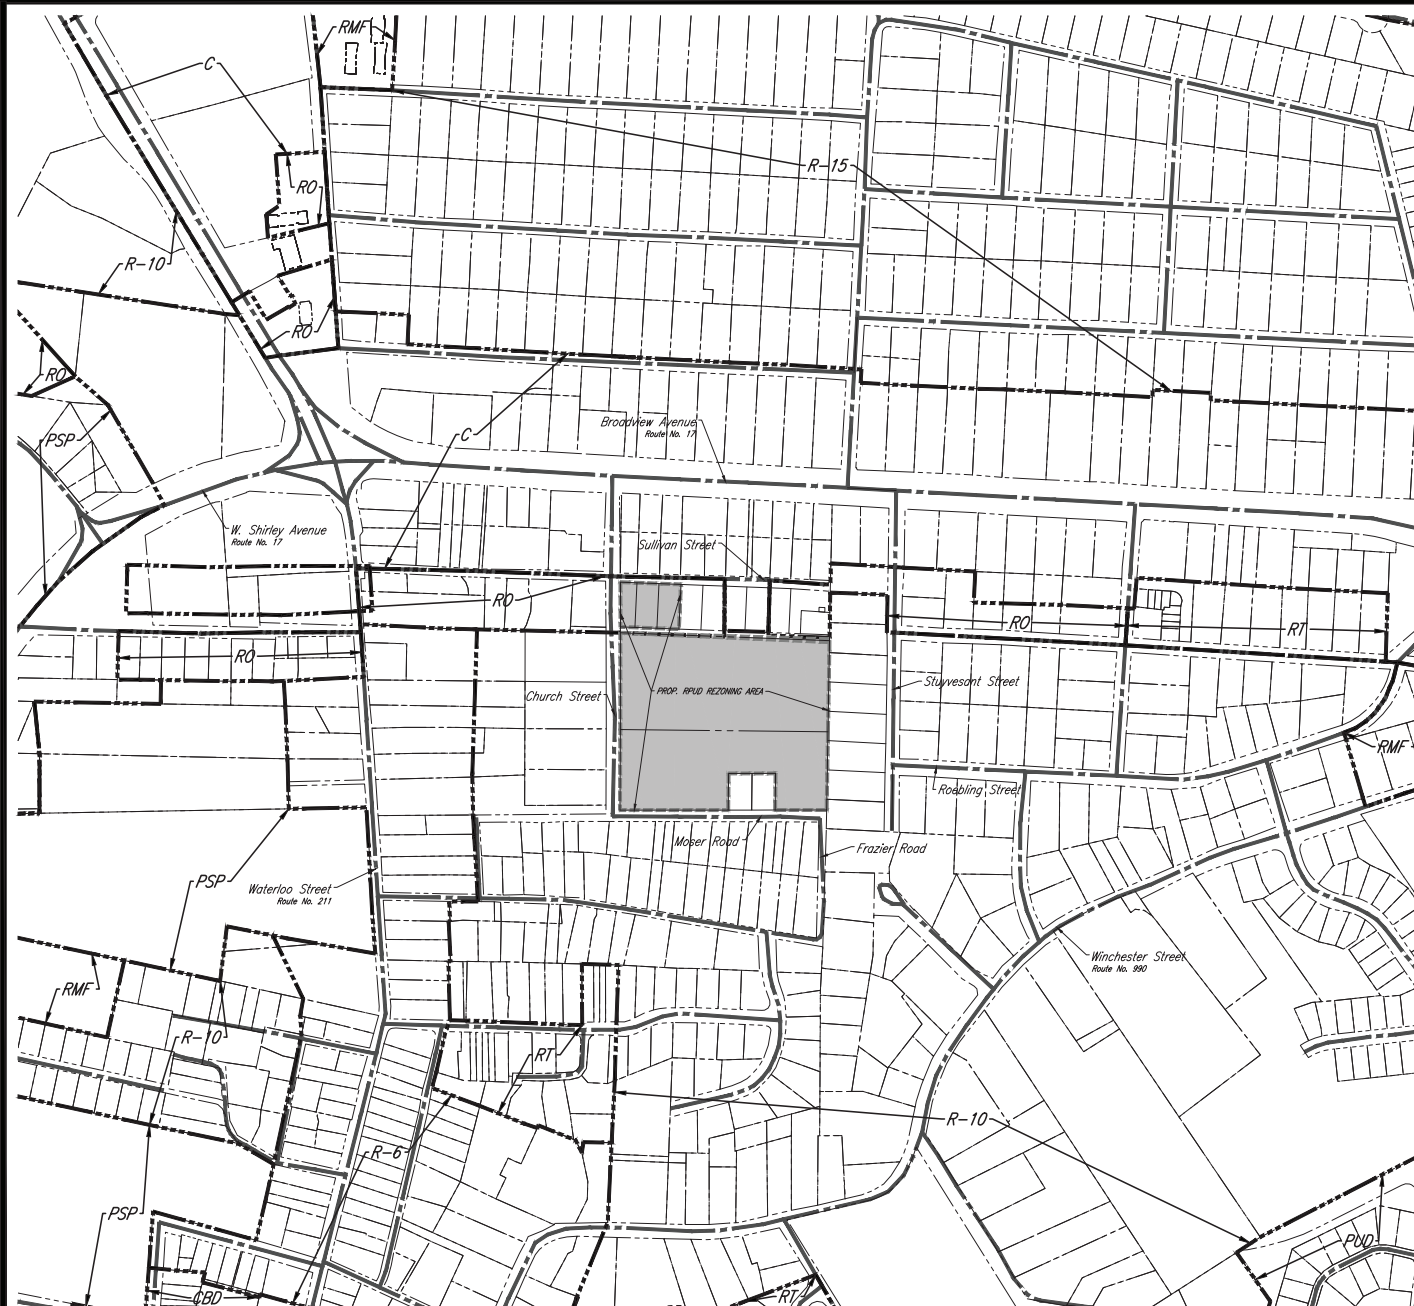 RMF
C
R-15
RO
R-10
RO
RO
PSP
C
Broadview Avenue
Route No. 17
W. Shirley Avenue
Route No. 17
Sullivan Street
RO
RO
RT
RO
Church Street
PROP. RPUD REZONING AREA
Stuyvesant Street
RMF
Roebling Street
Moser Road
Frazier Road
PSP
Waterloo Street
Route No. 211
Winchester Street
Route No. 990
RMF
R-10
RT
R-10
R-6
PSP
PUD
CBD
RT